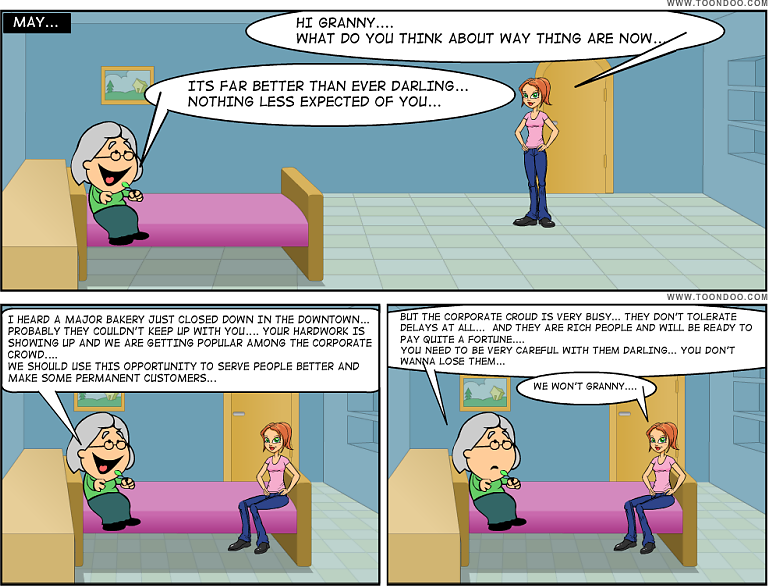 WWW.TOONDOO.COM
MAY...
HI GRANNY....
WHAT DO YOU THINK ABOUT WAY THING ARE NOW...
ITS FAR BETTER THAN EVER DARLING...
NOTHING LESS EXPECTED OF YOU...
WWW.TOONDOO.COM
I HEARD A MAJOR BAKERY JUST CLOSED DOWN IN THE DOWNTOWN...
PROBABLY THEY COULDN'T KEEP UP WITH YOU.... YOUR HARDWORK IS
SHOWING UP AND WE ARE GETTING POPULAR AMONG THE CORPORATE
CROWD....
WE SHOULD USE THIS OPPORTUNITY TO SERVE PEOPLE BETTER AND
MAKE SOME PERMANENT CUSTOMERS...
BUT THE CORPORATE CROUD IS VERY BUSY... THEY DON'T TOLERATE
DELAYS AT ALL... AND THEY ARE RICH PEOPLE AND WILL BE READY TO
PAY QUITE A FORTUNE....
YOU NEED TO BE VERY CAREFUL WITH THEM DARLING... YOU DON'T
WANNA LOSE THEM...
WE WON'T GRANNY....